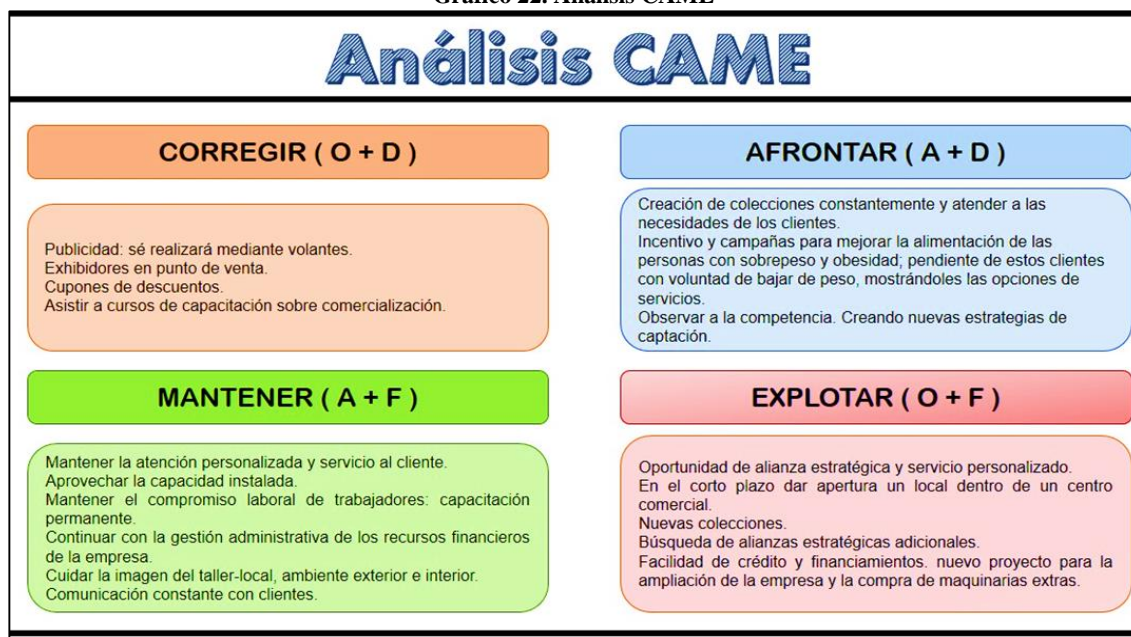 Gráfico 22. Análisis CAME
Análisis CAME
CORREGIR ( O + D )
Publicidad: sé realizará mediante volantes.
Exhibidores en punto de venta.
Cupones de descuentos.
Asistir a cursos de capacitación sobre comercialización.
AFRONTAR ( A + D )
Creación de colecciones constantemente y atender a las
necesidades de los clientes.
Incentivo y campañas para mejorar la alimentación de las
personas con sobrepeso y obesidad; pendiente de estos clientes
con voluntad de bajar de peso, mostrándoles las opciones de
servicios.
Observar a la competencia. Creando nuevas estrategias de
captación.
MANTENER ( A + F )
Mantener la atención personalizada y servicio al cliente.
Aprovechar la capacidad instalada.
Mantener el compromiso laboral de trabajadores: capacitación
permanente.
Continuar con la gestión administrativa de los recursos financieros
de la empresa.
Cuidar la imagen del taller-local, ambiente exterior e interior.
Comunicación constante con clientes.
EXPLOTAR ( O + F )
Oportunidad de alianza estratégica y servicio personalizado.
En el corto plazo dar apertura un local dentro de un centro
comercial.
Nuevas colecciones.
Búsqueda de alianzas estratégicas adicionales.
Facilidad de crédito y financiamientos. nuevo proyecto para la
ampliación de la empresa y la compra de maquinarias extras.